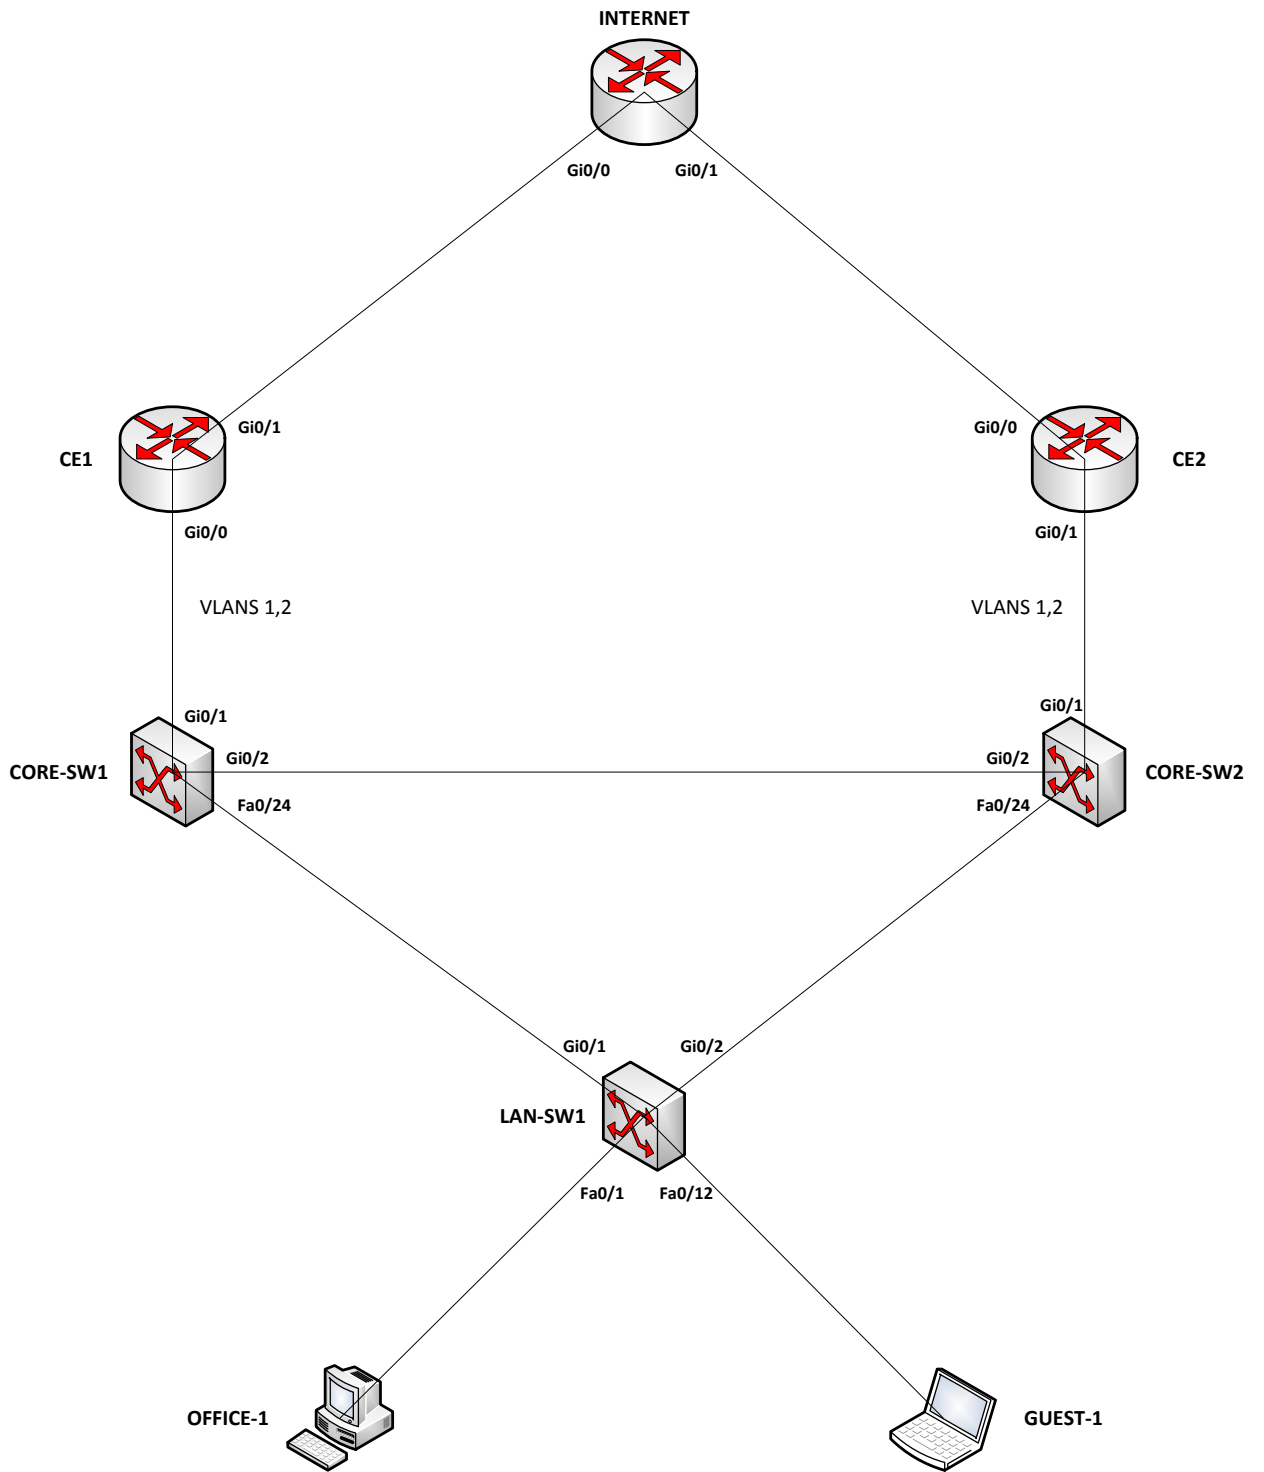 INTERNET
Gi0/0
Gi0/1
Gi0/1
Gi0/0
CE1
CE2
Gi0/0
Gi0/1
VLANS 1,2
VLANS 1,2
Gi0/1
Gi0/1
CORE-SW1
Gi0/2
Gi0/2
CORE-SW2
Fa0/24
Fa0/24
Gi0/1
Gi0/2
LAN-SW1
Fa0/1
Fa0/12
OFFICE-1
GUEST-1